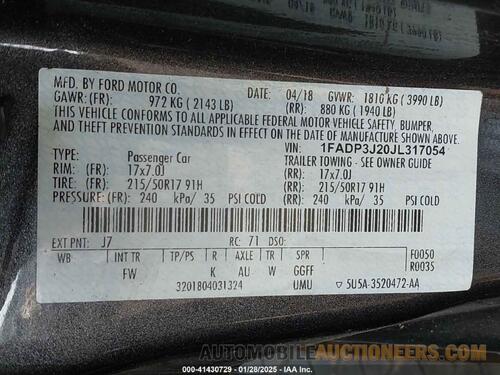 MFD. BY FORD MOTOR CO. 04/18 GVWR: 1810 KG ( 3990 LB)
GAWR: (FR) 972 KG ( 2143 LB) (RR) 880 KG ( 1940 LB)
THIS VEHICLE CONFORMS TO ALL APPLICABLE FEDERAL MOTOR VEHICLE SAFETY, BUMPER,
AND THEFT PREVENTION STANDARDS IN EFFECT ON THE DATE OF MANUFACTURE SHOWN ABOVE.
VIN: 1FADP3J20JL317054
TYPE: Passenger Car TRAILER TOWING - SEE OWNER GUIDE
RIM: (FR) 17x7.0J (RR): 17x7.0J
TIRE: (FR) 215/50R17 91H (RR): 215/50R17 91H
PRESSURE: (FR) 240 kPa/ 35 PSI COLD (RR): 240 kPa/ 35 PSI COLD
EXT PNT: J7 RC: 71 DSO:
WB INT TR TP/PS R AXLE TR SPR F0050
FW K AU W GGFF R0035
3201804031324 UMU 5U5A-3520472-AA
AUTOBIDCAR.COM
000-41430729 - 01/28/2025 - IAA Inc.